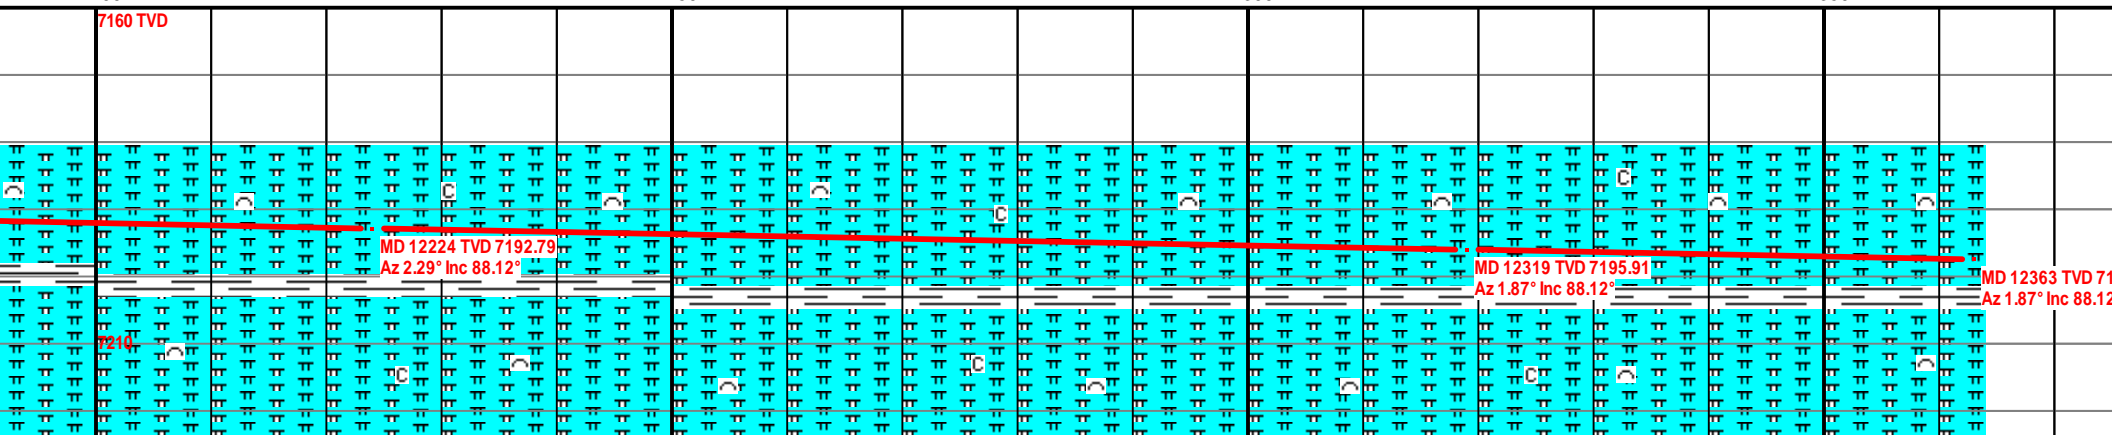 7160 TVD
MD 12224 TVD 7192.79
Az 2.29° Inc 88.12°
MD 12319 TVD 7195.91
Az 1.87° Inc 88.12°
MD 12363 TVD 71
Az 1.87° Inc 88.12
7210
C
C
C
C
C
C